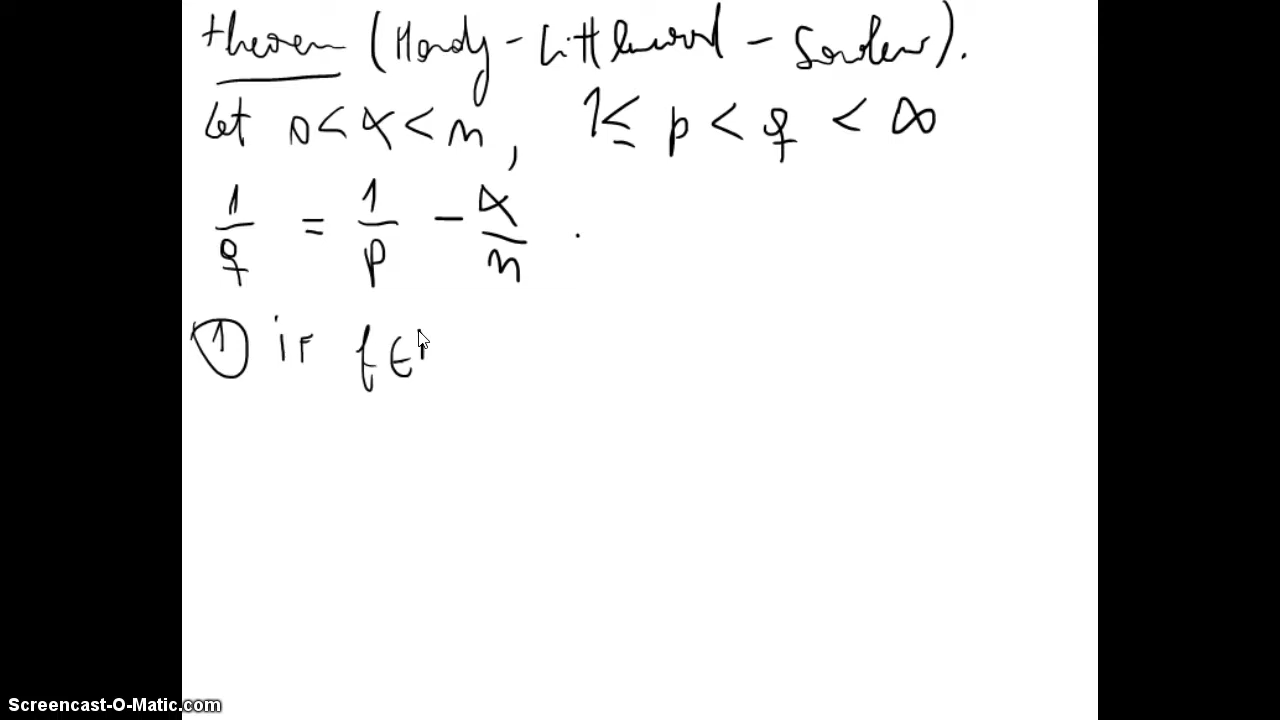 theorem (Hardy - Littlewood - Sobolev).
Let 0 < α < n, 1 ≤ p < q < ∞
1/q = 1/p - α/n .
① if f ∈
Screencast-O-Matic.com